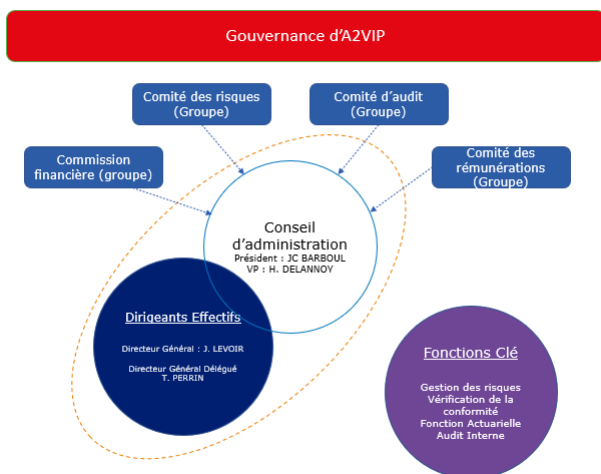 Gouvernance d'A2VIP
Comité des risques
(Groupe)
Comité d'audit
(Groupe)
Commission
financière (groupe)
Comité des
rémunérations
(Groupe)
Conseil
d'administration
Président : JC BARBOUL
VP : H. DELANNOY
Dirigeants Effectifs
Directeur Général : J. LEVOIR
Directeur Général Délégué
T. PERRIN
Fonctions Clé
Gestion des risques
Vérification de la
conformité
Fonction Actuarielle
Audit Interne